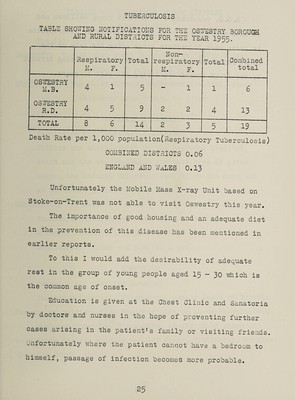 TUBERCULOSIS
TABLE SHOWING NOTIFICATIONS FOR THE OSWESTRY BOROUGH
AND RURAL DISTRICTS FOR THE YEAR 1955.
Respiratory Total Non-respiratory Total Combined total
M. F. M. F.
OSWESTRY M.B. 4 1 5 - 1 1 6
OSWESTRY R.D. 4 5 9 2 2 4 13
TOTAL 8 6 14 2 3 5 19
Death Rate per 1,000 population(Respiratory Tuberculosis)
COMBINED DISTRICTS 0.06
ENGLAND AND WALES 0.13
Unfortunately the Mobile Mass X-ray Unit based on
Stoke-on-Trent was not able to visit Oswestry this year.
The importance of good housing and an adequate diet
in the prevention of this disease has been mentioned in
earlier reports.
To this I would add the desirability of adequate
rest in the group of young people aged 15 - 30 which is
the common age of onset.
Education is given at the Chest Clinic and Sanatoria
by doctors and nurses in the hope of preventing further
cases arising in the patient's family or visiting friends.
Unfortunately where the patient cannot have a bedroom to
himself, passage of infection becomes more probable.
25